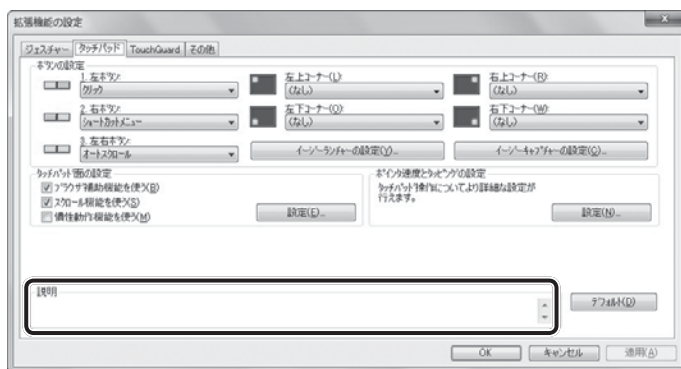 拡張機能の設定
ジェスチャー タッチパッド TouchGuard その他
ボタンの設定
1. 左ボタン:
クリック
左上コーナー(L):
(なし)
右上コーナー(R):
(なし)
2. 右ボタン:
ショートカットメニュー
左下コーナー(O):
(なし)
右下コーナー(W):
(なし)
3. 左右ボタン:
オートスクロール
イージーランチャーの設定(Y)...
イージーキャプチャーの設定(C)...
タッチパッド面の設定
ブラウザ補助機能を使う(B)
スクロール機能を使う(S)
慣性動作機能を使う(M)
設定(E)...
ポインタ速度とタッピングの設定
タッチパッド操作について、より詳細な設定が
行えます。
設定(N)...
説明
デフォルト(D)
OK キャンセル 適用(A)